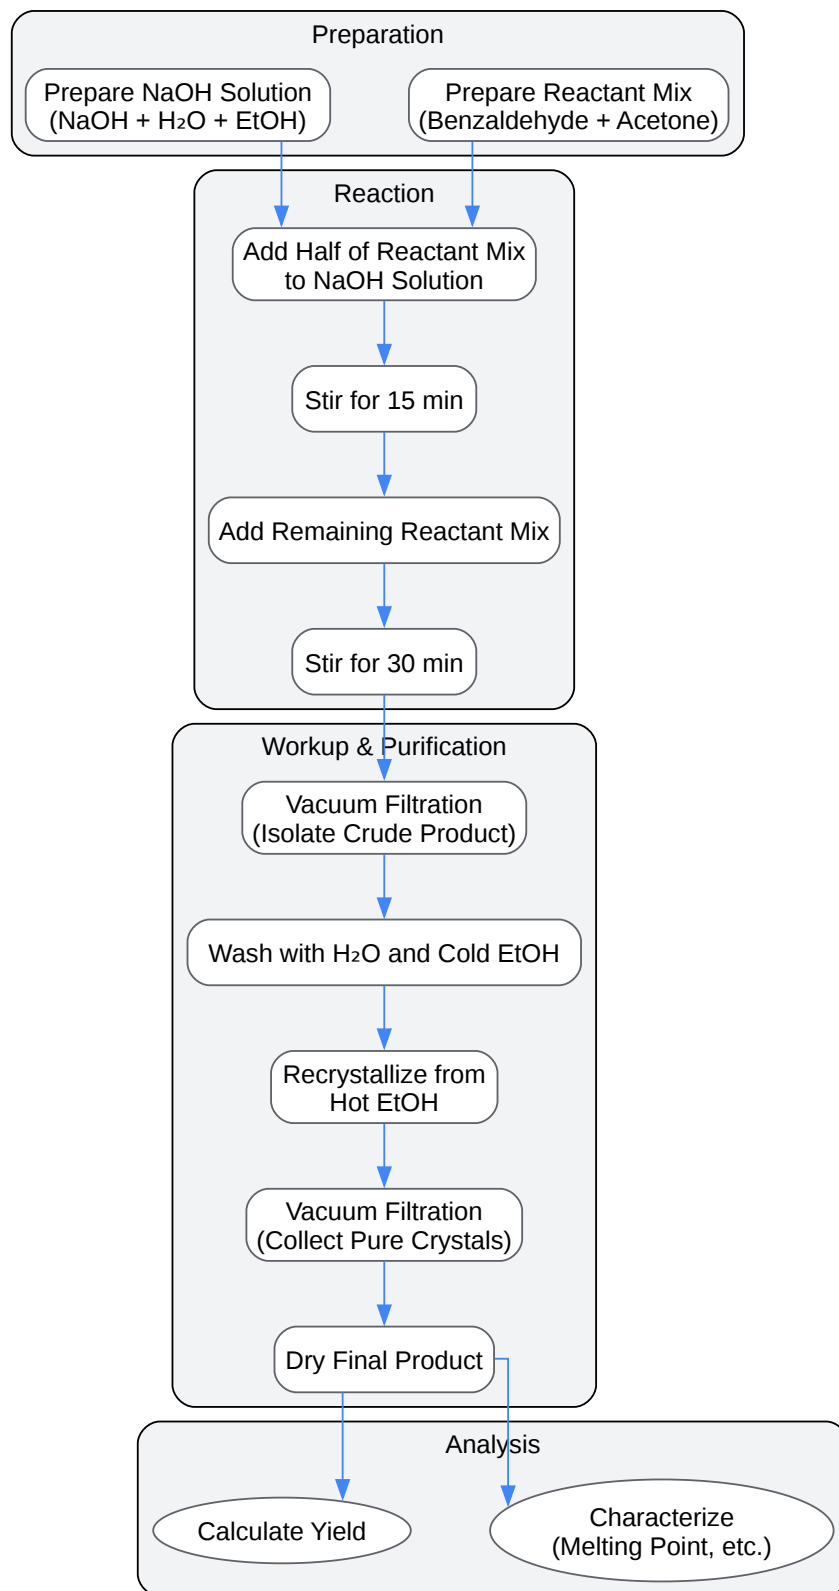 Preparation
Prepare NaOH Solution
(NaOH + H₂O + EtOH)
Prepare Reactant Mix
(Benzaldehyde + Acetone)
Reaction
Add Half of Reactant Mix
to NaOH Solution
Stir for 15 min
Add Remaining Reactant Mix
Stir for 30 min
Workup & Purification
Vacuum Filtration
(Isolate Crude Product)
Wash with H₂O and Cold EtOH
Recrystallize from
Hot EtOH
Vacuum Filtration
(Collect Pure Crystals)
Dry Final Product
Analysis
Calculate Yield
Characterize
(Melting Point, etc.)